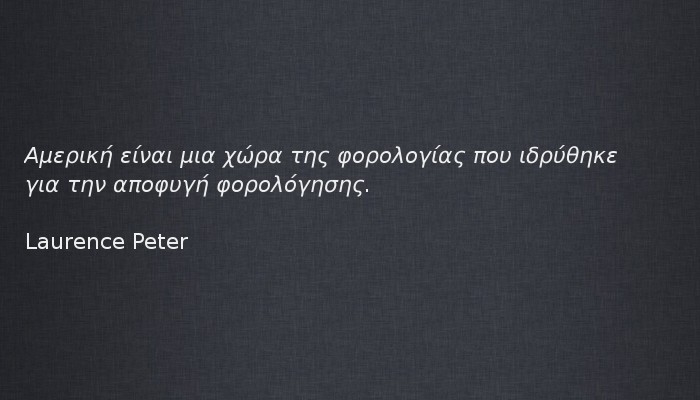 Αμερική είναι μια χώρα της φορολογίας που ιδρύθηκε
για την αποφυγή φορολόγησης.
Laurence Peter